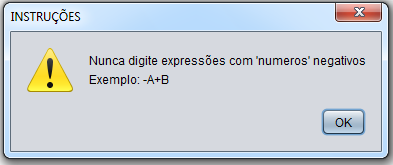 INSTRUÇÕES
Nunca digite expressões com 'numeros' negativos
Exemplo: -A+B
OK